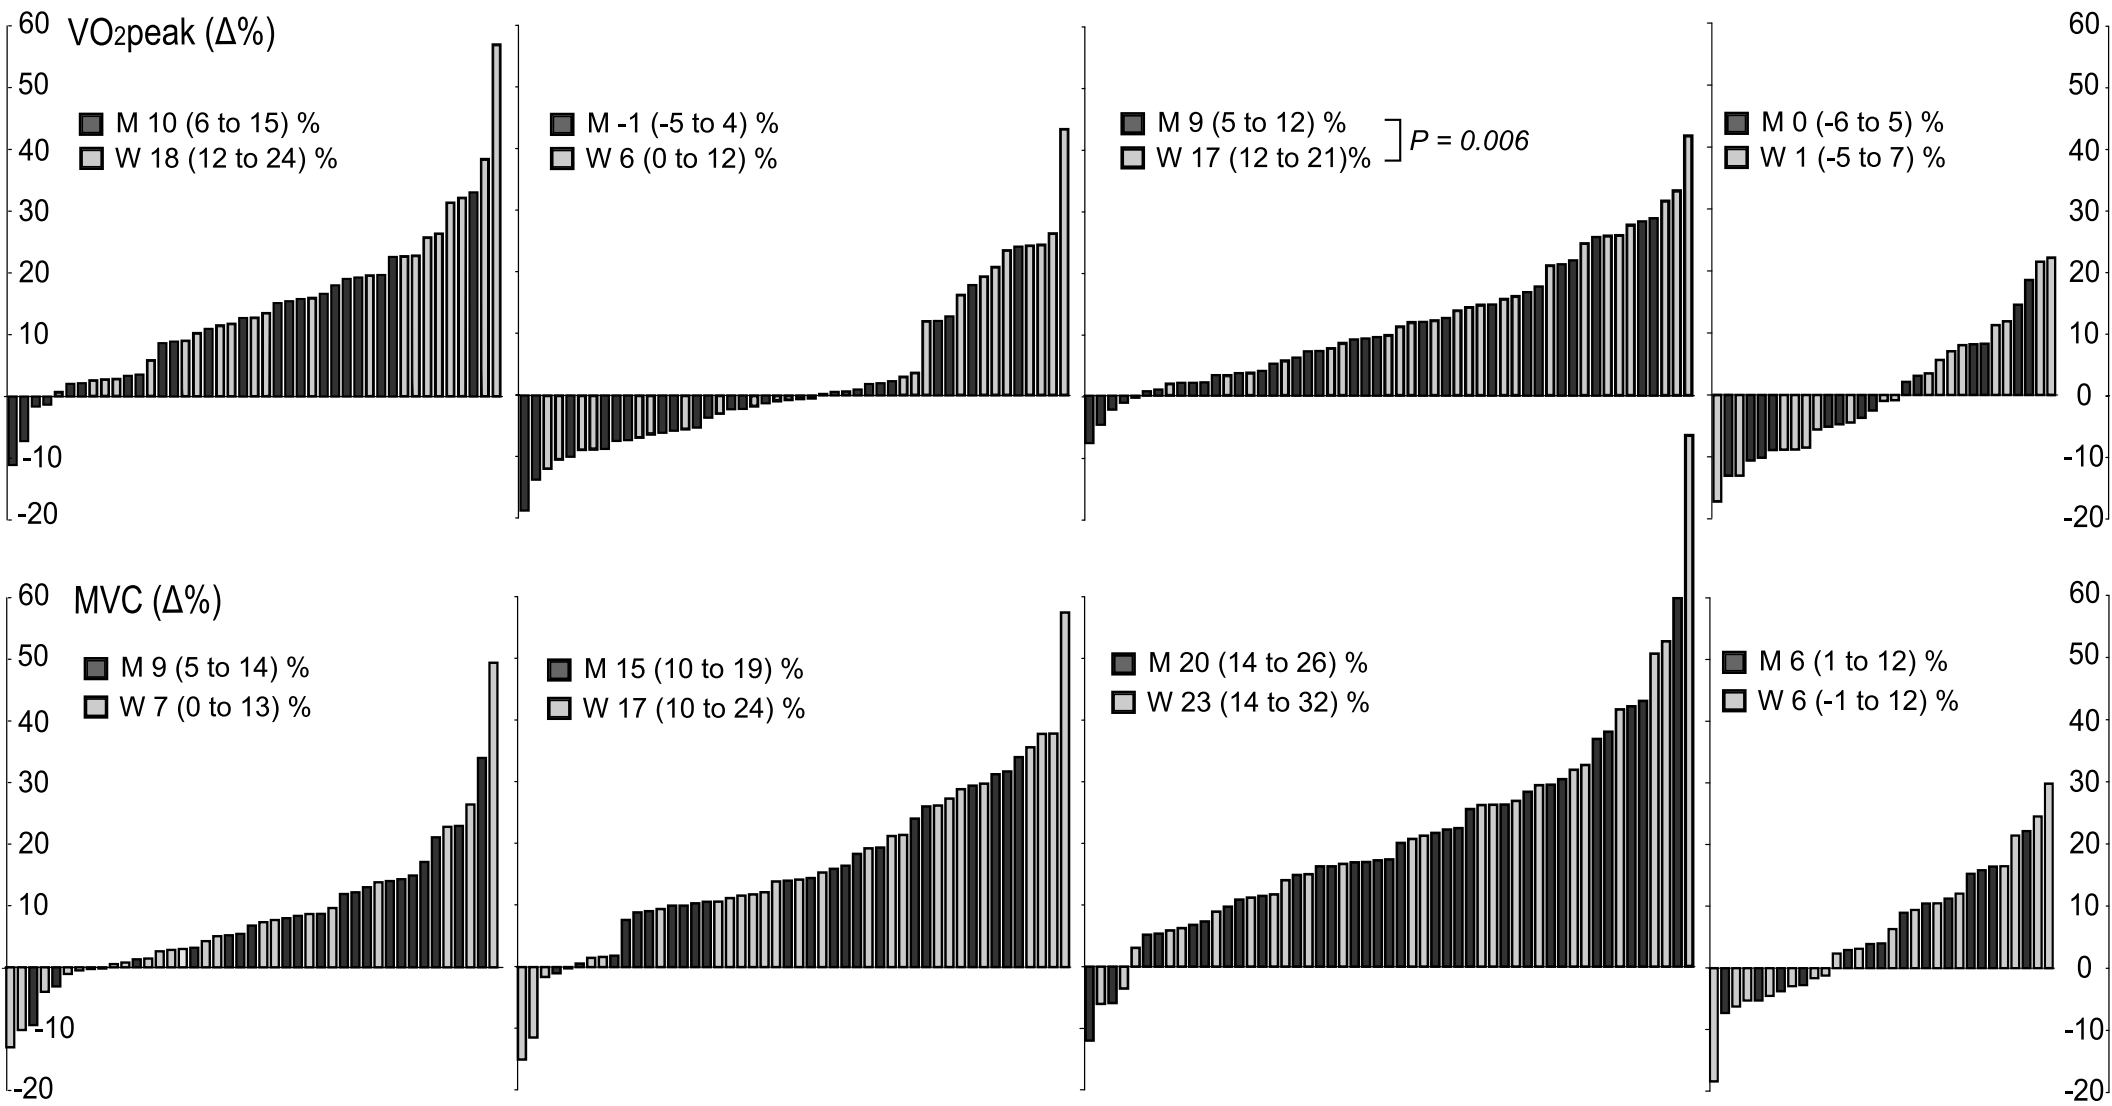 60
VO2peak (Δ%)
60
50
50
M 10 (6 to 15) %
M -1 (-5 to 4) %
M 9 (5 to 12) %
M 0 (-6 to 5) %
P = 0.006
40
W 18 (12 to 24) %
W 6 (0 to 12) %
W 17 (12 to 21)%
W 1 (-5 to 7) %
40
30
30
20
20
10
10
0
-10
-10
-20
-20
60
MVC (Δ%)
60
50
M 9 (5 to 14) %
M 15 (10 to 19) %
M 20 (14 to 26) %
M 6 (1 to 12) %
50
W 7 (0 to 13) %
W 17 (10 to 24) %
W 23 (14 to 32) %
W 6 (-1 to 12) %
40
40
30
30
20
20
10
10
0
-10
-10
-20
-20